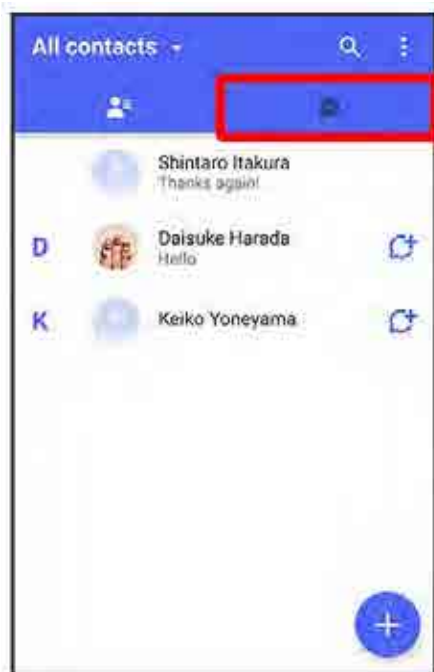 All contacts
Shintaro Itakura
Thanks again!
D
Daisuke Harada
Hello
K
Keiko Yoneyama